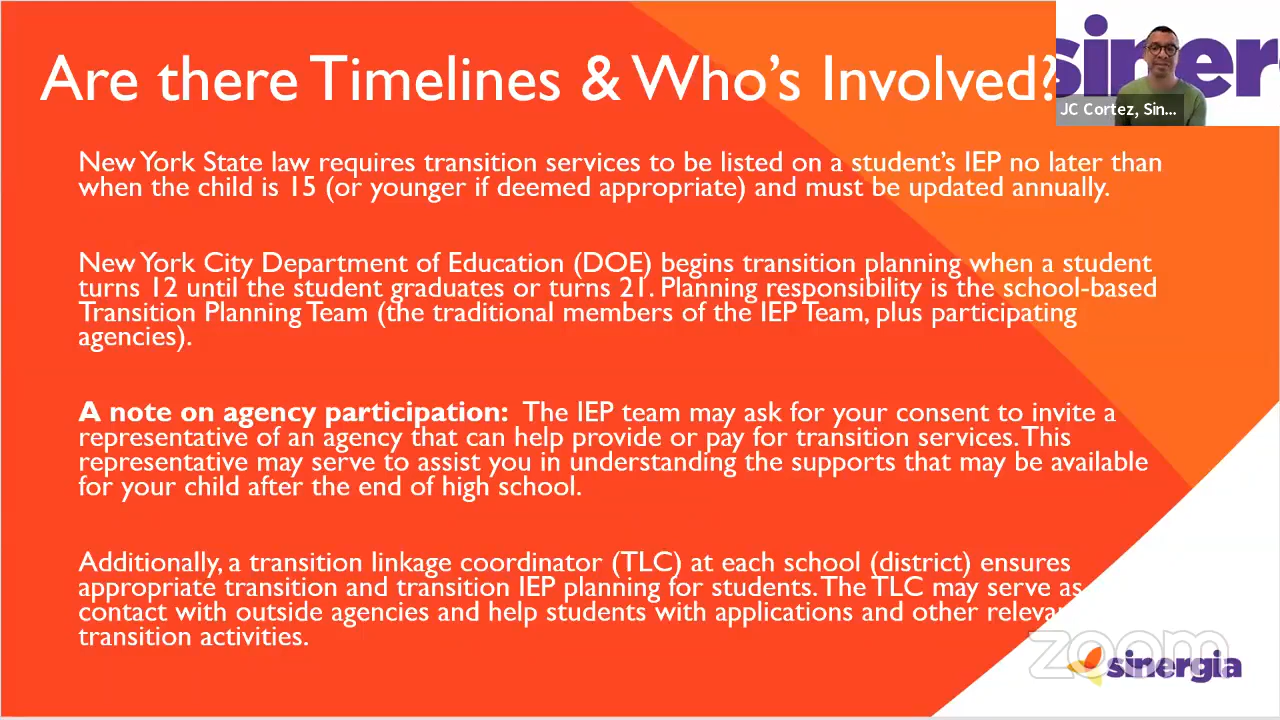 Are there Timelines & Who's Involved?
siner
JC Cortez, Sin...
New York State law requires transition services to be listed on a student's IEP no later than
when the child is 15 (or younger if deemed appropriate) and must be updated annually.
New York City Department of Education (DOE) begins transition planning when a student
turns 12 until the student graduates or turns 21. Planning responsibility is the school-based
Transition Planning Team (the traditional members of the IEP Team, plus participating
agencies).
A note on agency participation: The IEP team may ask for your consent to invite a
representative of an agency that can help provide or pay for transition services. This
representative may serve to assist you in understanding the supports that may be available
for your child after the end of high school.
Additionally, a transition linkage coordinator (TLC) at each school (district) ensures
appropriate transition and transition IEP planning for students. The TLC may serve as
contact with outside agencies and help students with applications and other
transition activities.
zoom
sinergia